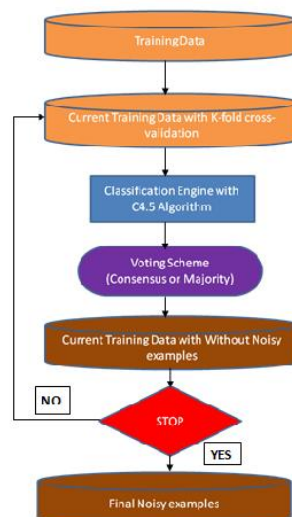 TrainingData
Current Training Data with K-fold cross-
validation
Classification Engine with
C4.5 Algorithm
Voting Scheme
(Consensus or Majority)
Current Training Data with Without Noisy
examples
NO
STOP
YES
Final Noisy examples